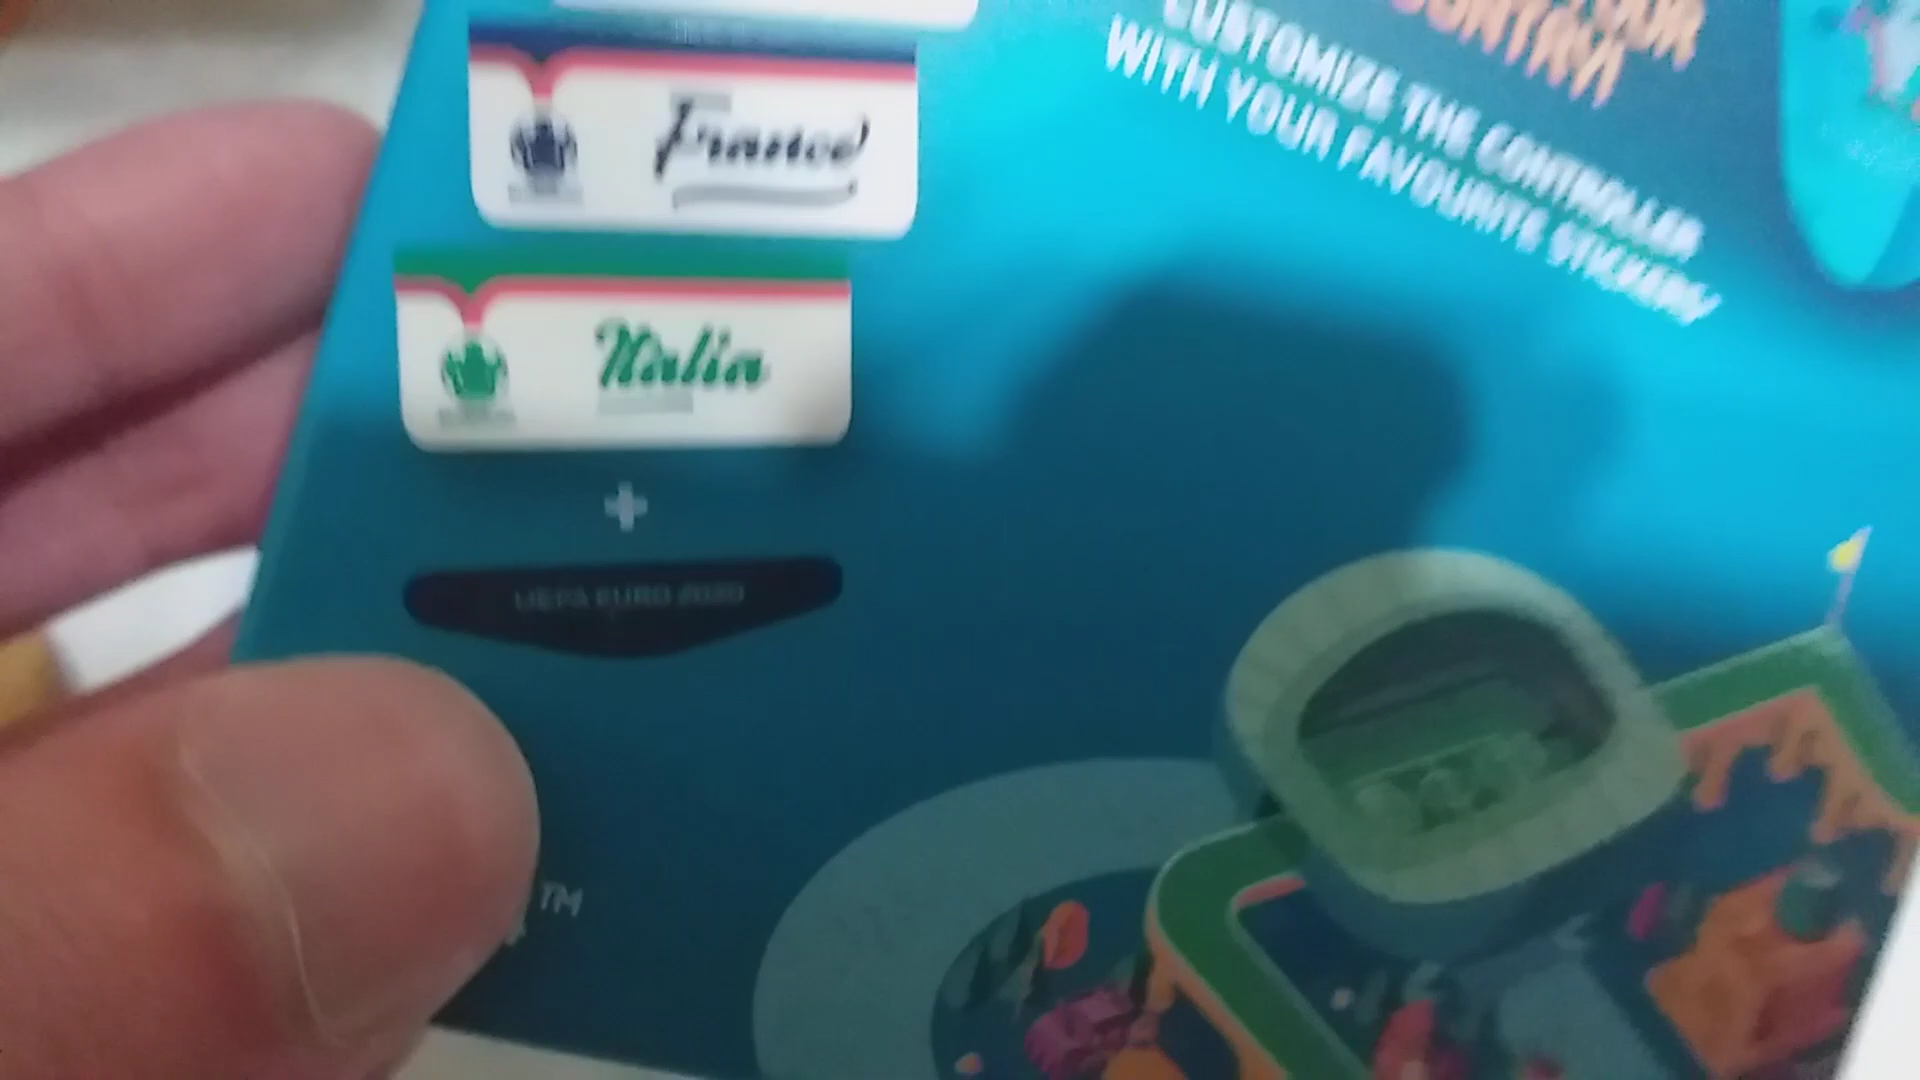 France
Italia
+
UEFA EURO 2020
TM
CUSTOMIZE THE CONTROLLER
WITH YOUR FAVOURITE STICKERS!